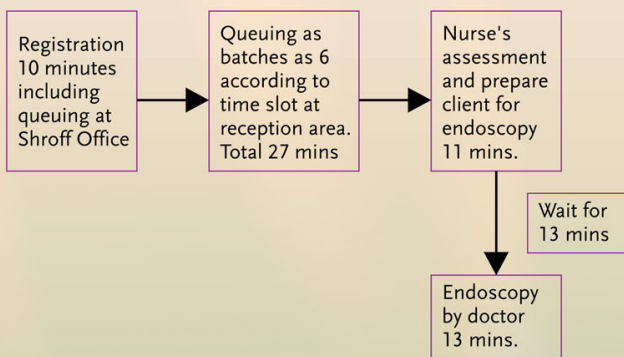 Registration
10 minutes
including
queuing at
Shroff Office
Queuing as
batches as 6
according to
time slot at
reception area.
Total 27 mins
Nurse's
assessment
and prepare
client for
endoscopy
11 mins.
Wait for
13 mins
Endoscopy
by doctor
13 mins.